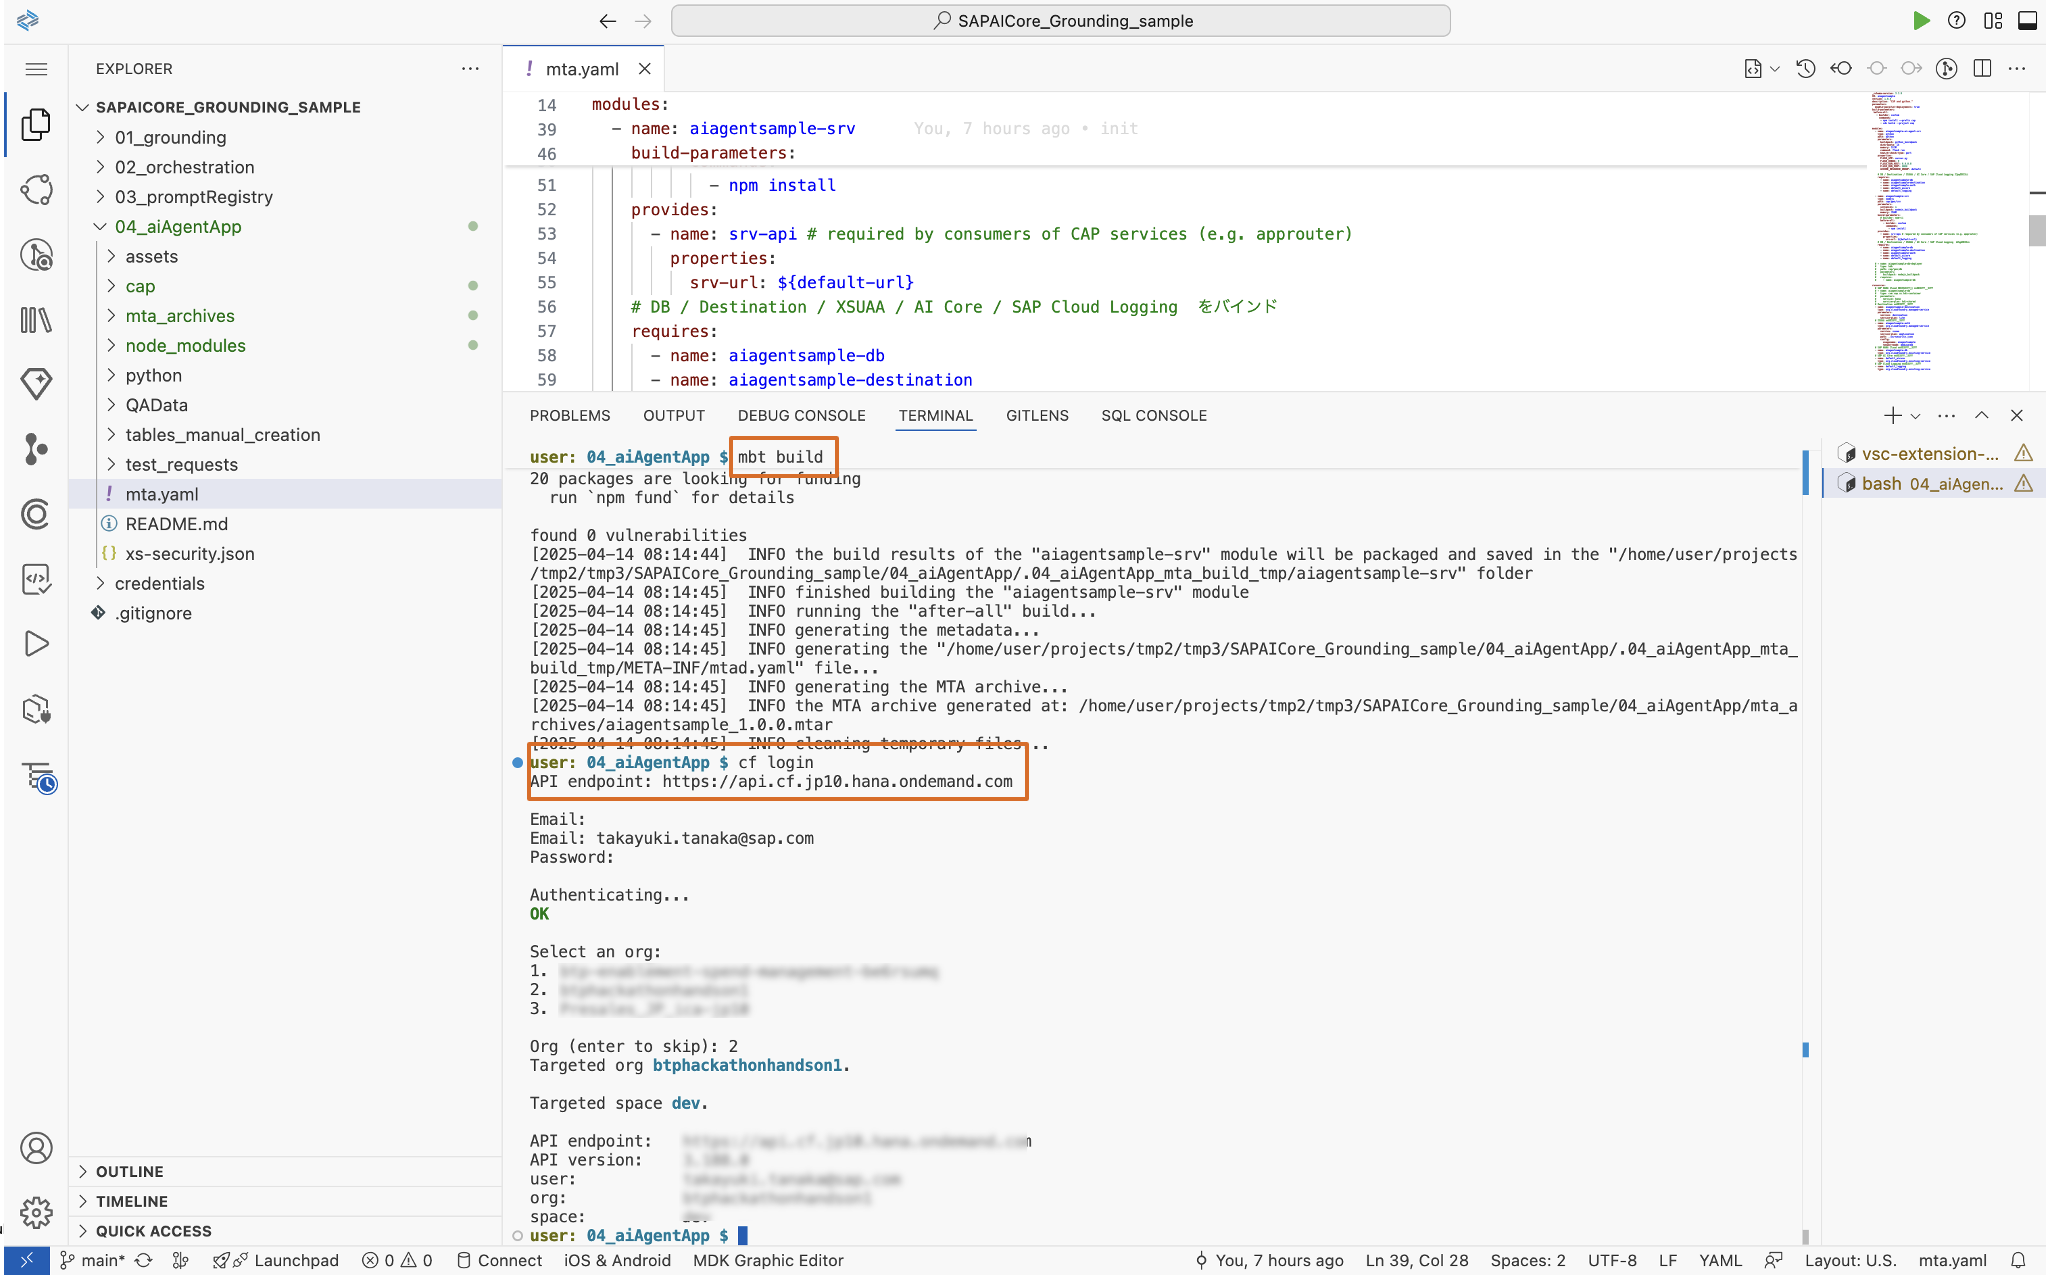 SAPAICore_Grounding_sample
EXPLORER
SAPAICORE_GROUNDING_SAMPLE
01_grounding
02_orchestration
03_promptRegistry
04_aiAgentApp
assets
cap
mta_archives
node_modules
python
QAData
tables_manual_creation
test_requests
! mta.yaml
README.md
{} xs-security.json
credentials
.gitignore
OUTLINE
TIMELINE
QUICK ACCESS
! mta.yaml
14 modules:
39 - name: aiagentsample-srv You, 7 hours ago • init
46 build-parameters:
51 - npm install
52 provides:
53 - name: srv-api # required by consumers of CAP services (e.g. approuter)
54 properties:
55 srv-url: ${default-url}
56 # DB / Destination / XSUAA / AI Core / SAP Cloud Logging をバインド
57 requires:
58 - name: aiagentsample-db
59 - name: aiagentsample-destination
PROBLEMS OUTPUT DEBUG CONSOLE TERMINAL GITLENS SQL CONSOLE
vsc-extension-...
bash 04_aiAgen...
user: 04_aiAgentApp $ mbt build
20 packages are looking for funding
run `npm fund` for details
found 0 vulnerabilities
[2025-04-14 08:14:44] INFO the build results of the "aiagentsample-srv" module will be packaged and saved in the "/home/user/projects
/tmp2/tmp3/SAPAICore_Grounding_sample/04_aiAgentApp/.04_aiAgentApp_mta_build_tmp/aiagentsample-srv" folder
[2025-04-14 08:14:45] INFO finished building the "aiagentsample-srv" module
[2025-04-14 08:14:45] INFO running the "after-all" build...
[2025-04-14 08:14:45] INFO generating the metadata...
[2025-04-14 08:14:45] INFO generating the "/home/user/projects/tmp2/tmp3/SAPAICore_Grounding_sample/04_aiAgentApp/.04_aiAgentApp_mta_
build_tmp/META-INF/mtad.yaml" file...
[2025-04-14 08:14:45] INFO generating the MTA archive...
[2025-04-14 08:14:45] INFO the MTA archive generated at: /home/user/projects/tmp2/tmp3/SAPAICore_Grounding_sample/04_aiAgentApp/mta_a
rchives/aiagentsample_1.0.0.mtar
[2025-04-14 08:14:45] INFO cleaning temporary files...
user: 04_aiAgentApp $ cf login
API endpoint: https://api.cf.jp10.hana.ondemand.com
Email:
Email: takayuki.tanaka@sap.com
Password:
Authenticating...
OK
Select an org:
1.
2.
3.
Org (enter to skip): 2
Targeted org btphackathonhandson1.
Targeted space dev.
API endpoint:
API version:
user:
org:
space:
user: 04_aiAgentApp $
main* Launchpad 0 0 Connect iOS & Android MDK Graphic Editor You, 7 hours ago Ln 39, Col 28 Spaces: 2 UTF-8 LF YAML Layout: U.S. mta.yaml